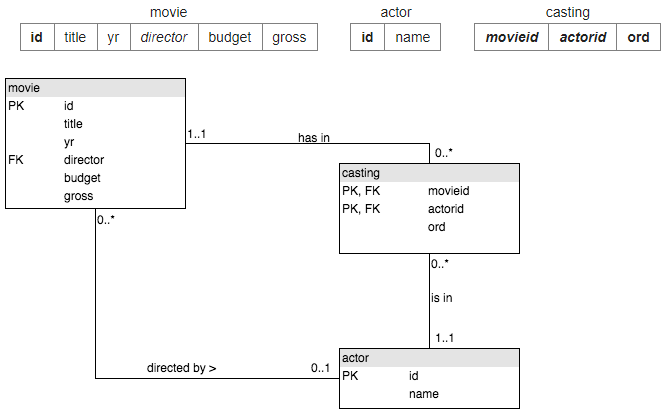 movie actor casting
id title yr director budget gross id name movieid actorid ord
movie
PK id
title
yr
FK director
budget
gross
1..1
has in
0..*
casting
PK, FK movieid
PK, FK actorid
ord
0..*
0..*
is in
1..1
actor
PK id
name
directed by >
0..1